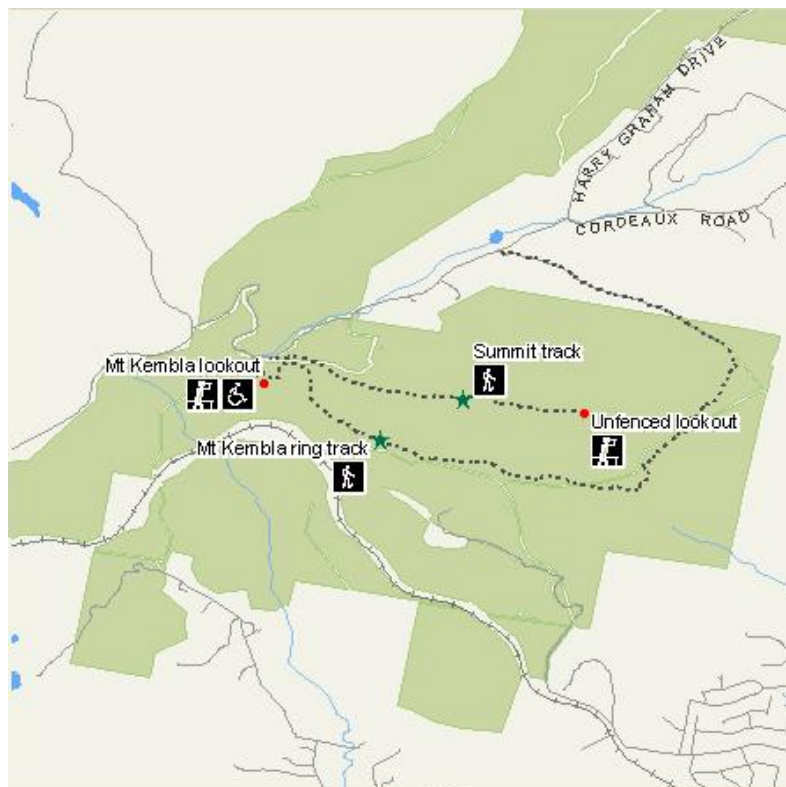 HARRY GRAHAM DRIVE
CORDEAUX ROAD
Summit track
Mt Kembla lookout
Unfenced lookout
Mt Kembla ring track